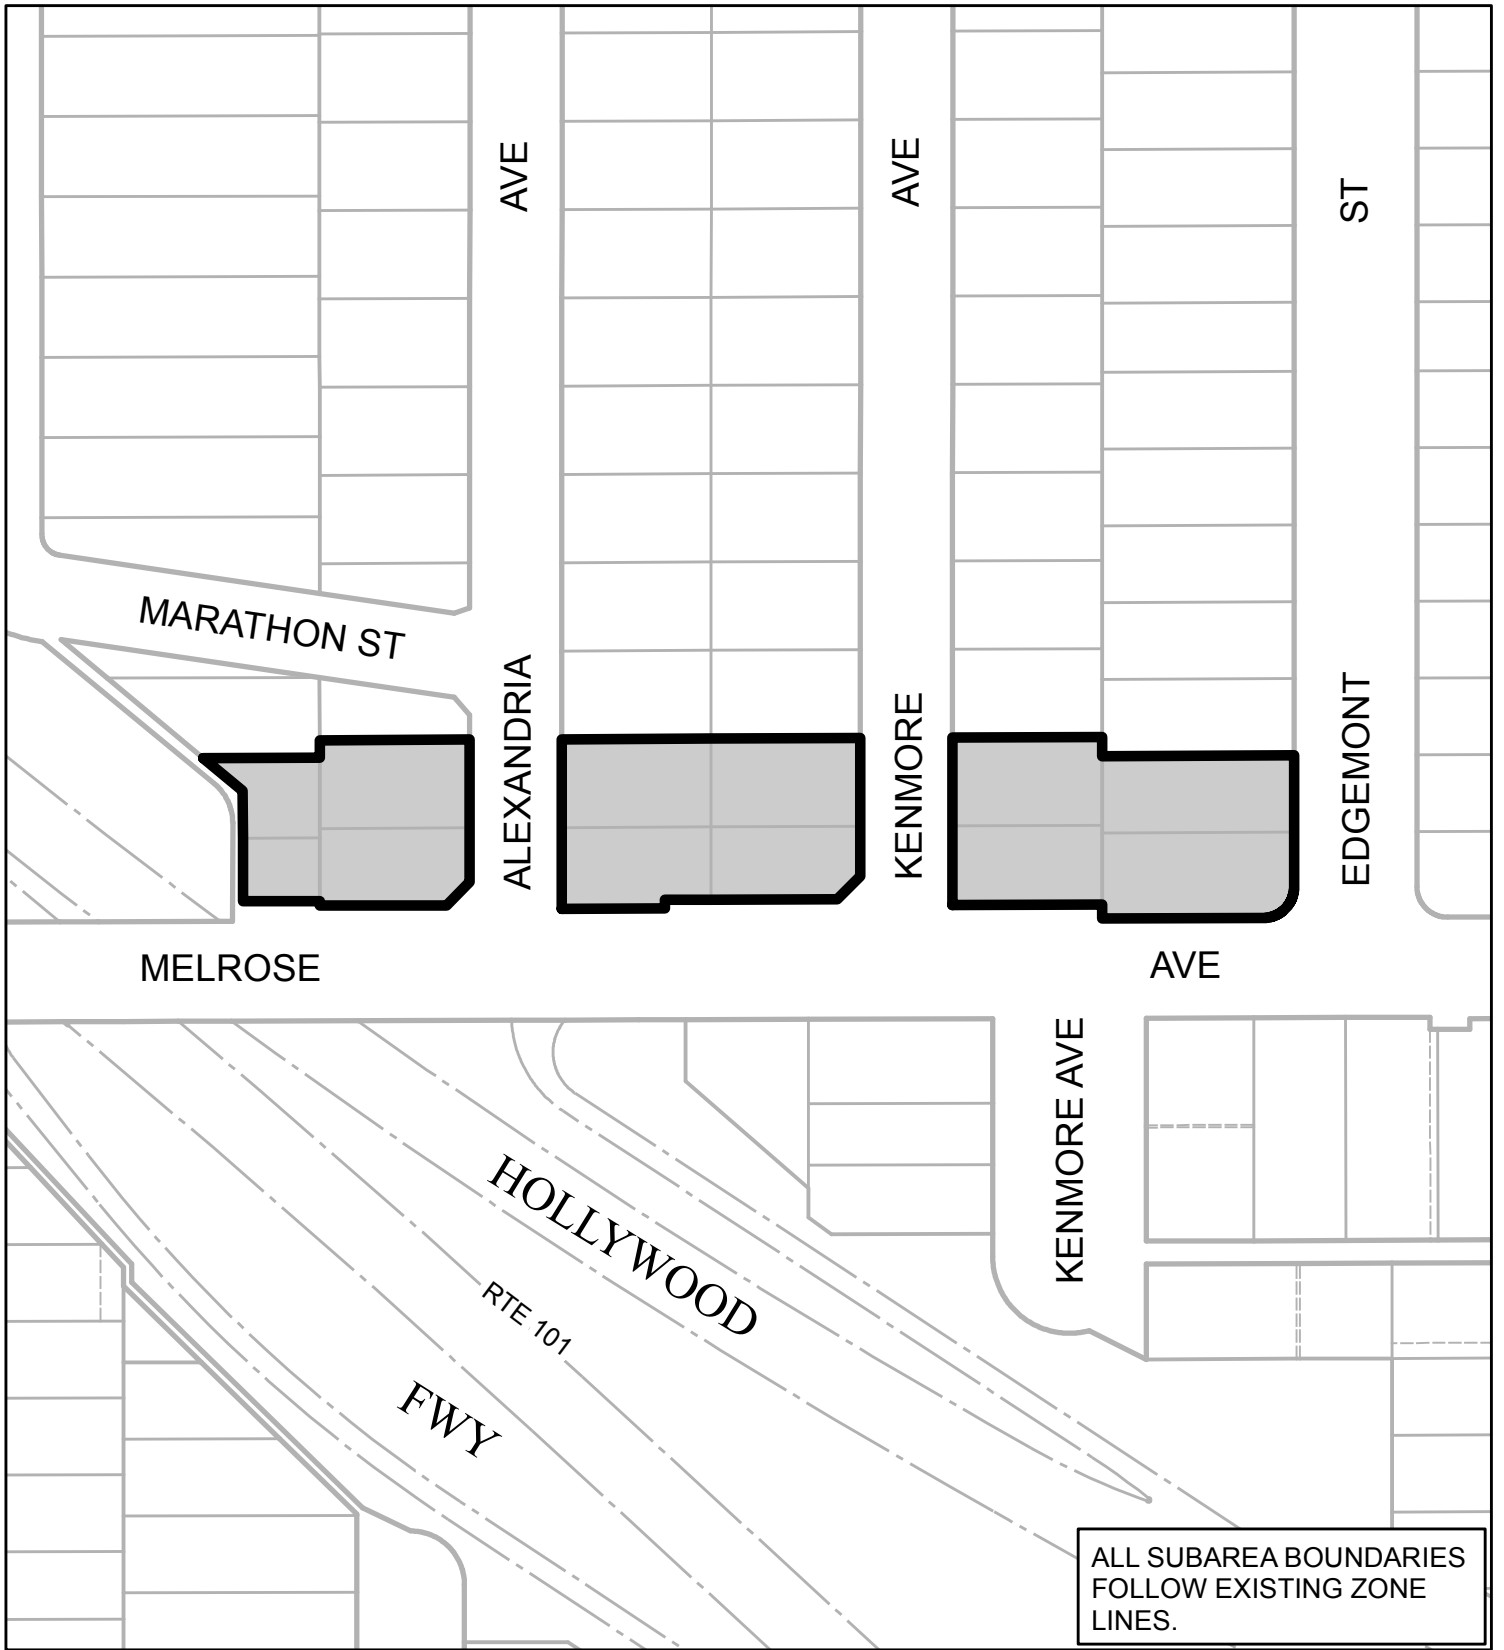 AVE
AVE
ST
MARATHON ST
ALEXANDRIA
KENMORE
EDGEMONT
MELROSE
AVE
KENMORE AVE
HOLLYWOOD
RTE 101
FWY
ALL SUBAREA BOUNDARIES
FOLLOW EXISTING ZONE
LINES.